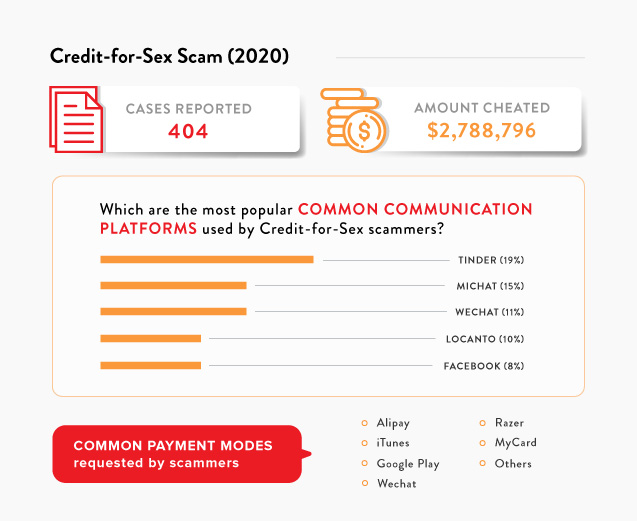 Credit-for-Sex Scam (2020)
CASES REPORTED
404
AMOUNT CHEATED
$2,788,796
$
Which are the most popular COMMON COMMUNICATION
PLATFORMS used by Credit-for-Sex scammers?
TINDER (19%)
MICHAT (15%)
WECHAT (11%)
LOCANTO (10%)
FACEBOOK (8%)
COMMON PAYMENT MODES
requested by scammers
Alipay
iTunes
Google Play
Wechat
Razer
MyCard
Others